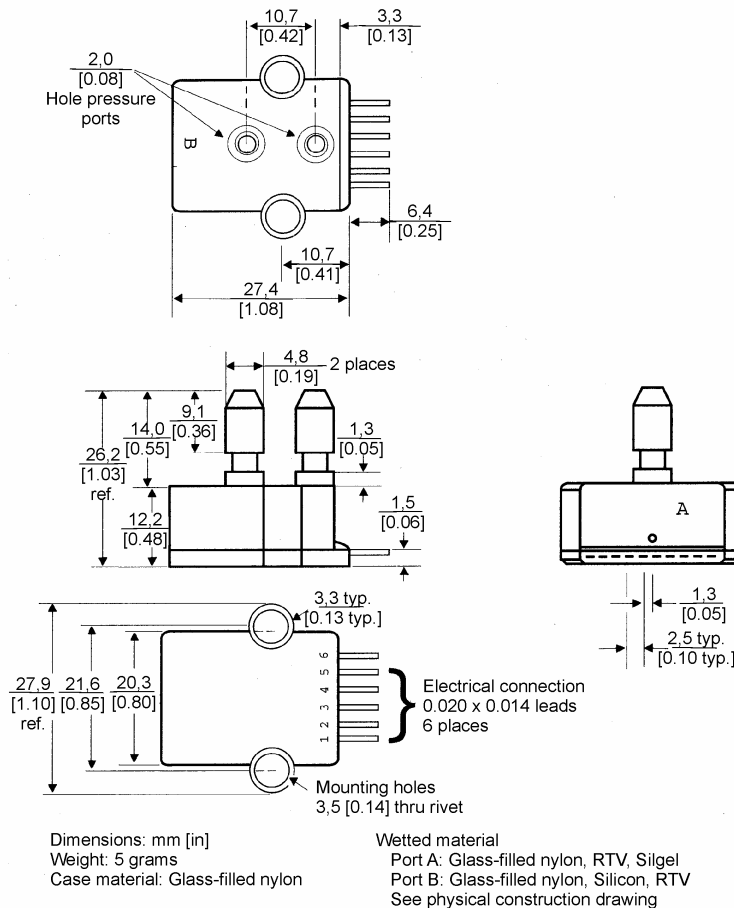 10,7
[0.42]
3,3
[0.13]
2,0
[0.08]
Hole pressure
ports
B
6,4
[0.25]
10,7
[0.41]
27,4
[1.08]
4,8
[0.19]
2 places
9,1
[0.36]
14,0
[0.55]
1,3
[0.05]
26,2
[1.03]
ref.
1,5
[0.06]
12,2
[0.48]
A
1,3
[0.05]
2,5 typ.
[0.10 typ.]
3,3 typ.
[0.13 typ.]
27,9
[1.10]
ref.
21,6
[0.85]
20,3
[0.80]
6
5
4
3
2
1
Electrical connection
0.020 x 0.014 leads
6 places
Mounting holes
3,5 [0.14] thru rivet
Dimensions: mm [in]
Weight: 5 grams
Case material: Glass-filled nylon
Wetted material
Port A: Glass-filled nylon, RTV, Silgel
Port B: Glass-filled nylon, Silicon, RTV
See physical construction drawing